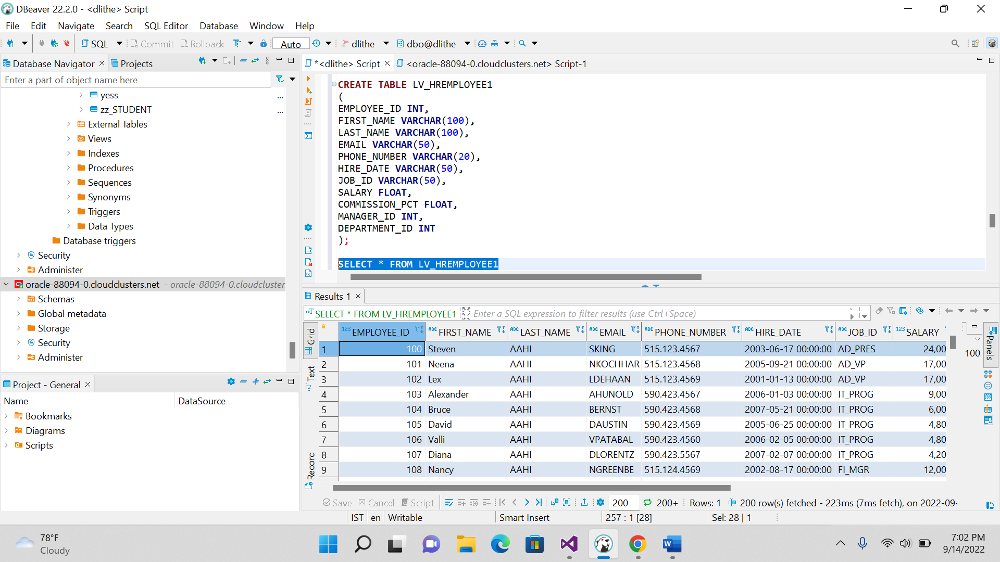 DBeaver 22.2.0 - <dlithe> Script
File Edit Navigate Search SQL Editor Database Window Help
SQL Commit Rollback Auto dlithe dbo@dlithe
Database Navigator Projects
Enter a part of object name here
yess ...
zz_STUDENT ...
External Tables
Views
Indexes
Procedures
Sequences
Synonyms
Triggers
Data Types
Database triggers
Security
Administer
oracle-88094-0.cloudclusters.net - oracle-88094-0.cloudcluster
Schemas
Global metadata
Storage
Security
Administer
Project - General
Name DataSource
Bookmarks
Diagrams
Scripts
*<dlithe> Script <oracle-88094-0.cloudclusters.net> Script-1
CREATE TABLE LV_HREMPLOYEE1
(
EMPLOYEE_ID INT,
FIRST_NAME VARCHAR(100),
LAST_NAME VARCHAR(100),
EMAIL VARCHAR(50),
PHONE_NUMBER VARCHAR(20),
HIRE_DATE VARCHAR(50),
JOB_ID VARCHAR(50),
SALARY FLOAT,
COMMISSION_PCT FLOAT,
MANAGER_ID INT,
DEPARTMENT_ID INT
);
SELECT * FROM LV_HREMPLOYEE1
Results 1
SELECT * FROM LV_HREMPLOYEE1 Enter a SQL expression to filter results (use Ctrl+Space)
Grid
Text
Record
123 EMPLOYEE_ID ABC FIRST_NAME ABC LAST_NAME ABC EMAIL ABC PHONE_NUMBER ABC HIRE_DATE ABC JOB_ID 123 SALARY
1 100 Steven AAHI SKING 515.123.4567 2003-06-17 00:00:00 AD_PRES 24,00
2 101 Neena AAHI NKOCHHAR 515.123.4568 2005-09-21 00:00:00 AD_VP 17,00
3 102 Lex AAHI LDEHAAN 515.123.4569 2001-01-13 00:00:00 AD_VP 17,00
4 103 Alexander AAHI AHUNOLD 590.423.4567 2006-01-03 00:00:00 IT_PROG 9,00
5 104 Bruce AAHI BERNST 590.423.4568 2007-05-21 00:00:00 IT_PROG 6,00
6 105 David AAHI DAUSTIN 590.423.4569 2005-06-25 00:00:00 IT_PROG 4,80
7 106 Valli AAHI VPATABAL 590.423.4560 2006-02-05 00:00:00 IT_PROG 4,80
8 107 Diana AAHI DLORENTZ 590.423.5567 2007-02-07 00:00:00 IT_PROG 4,20
9 108 Nancy AAHI NGREENBE 515.124.4569 2002-08-17 00:00:00 FI_MGR 12,00
100
Panels
Save Cancel Script 200 200+ Rows: 1 200 row(s) fetched - 223ms (7ms fetch), on 2022-09-
IST en Writable Smart Insert 257 : 1 [28] Sel: 28 | 1
78°F
Cloudy
7:02 PM
9/14/2022